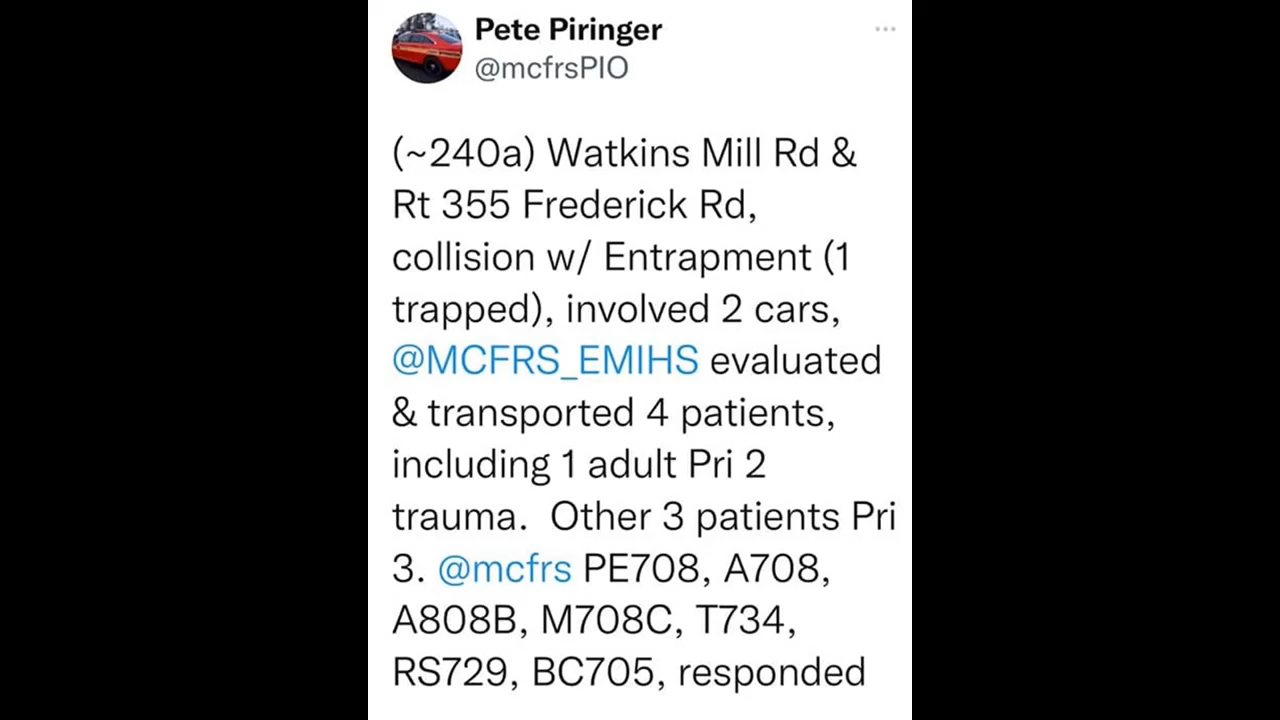 Pete Piringer
@mcfrsPIO
(~240a) Watkins Mill Rd &
Rt 355 Frederick Rd,
collision w/ Entrapment (1
trapped), involved 2 cars,
@MCFRS_EMIHS evaluated
& transported 4 patients,
including 1 adult Pri 2
trauma.  Other 3 patients Pri
3. @mcfrs PE708, A708,
A808B, M708C, T734,
RS729, BC705, responded